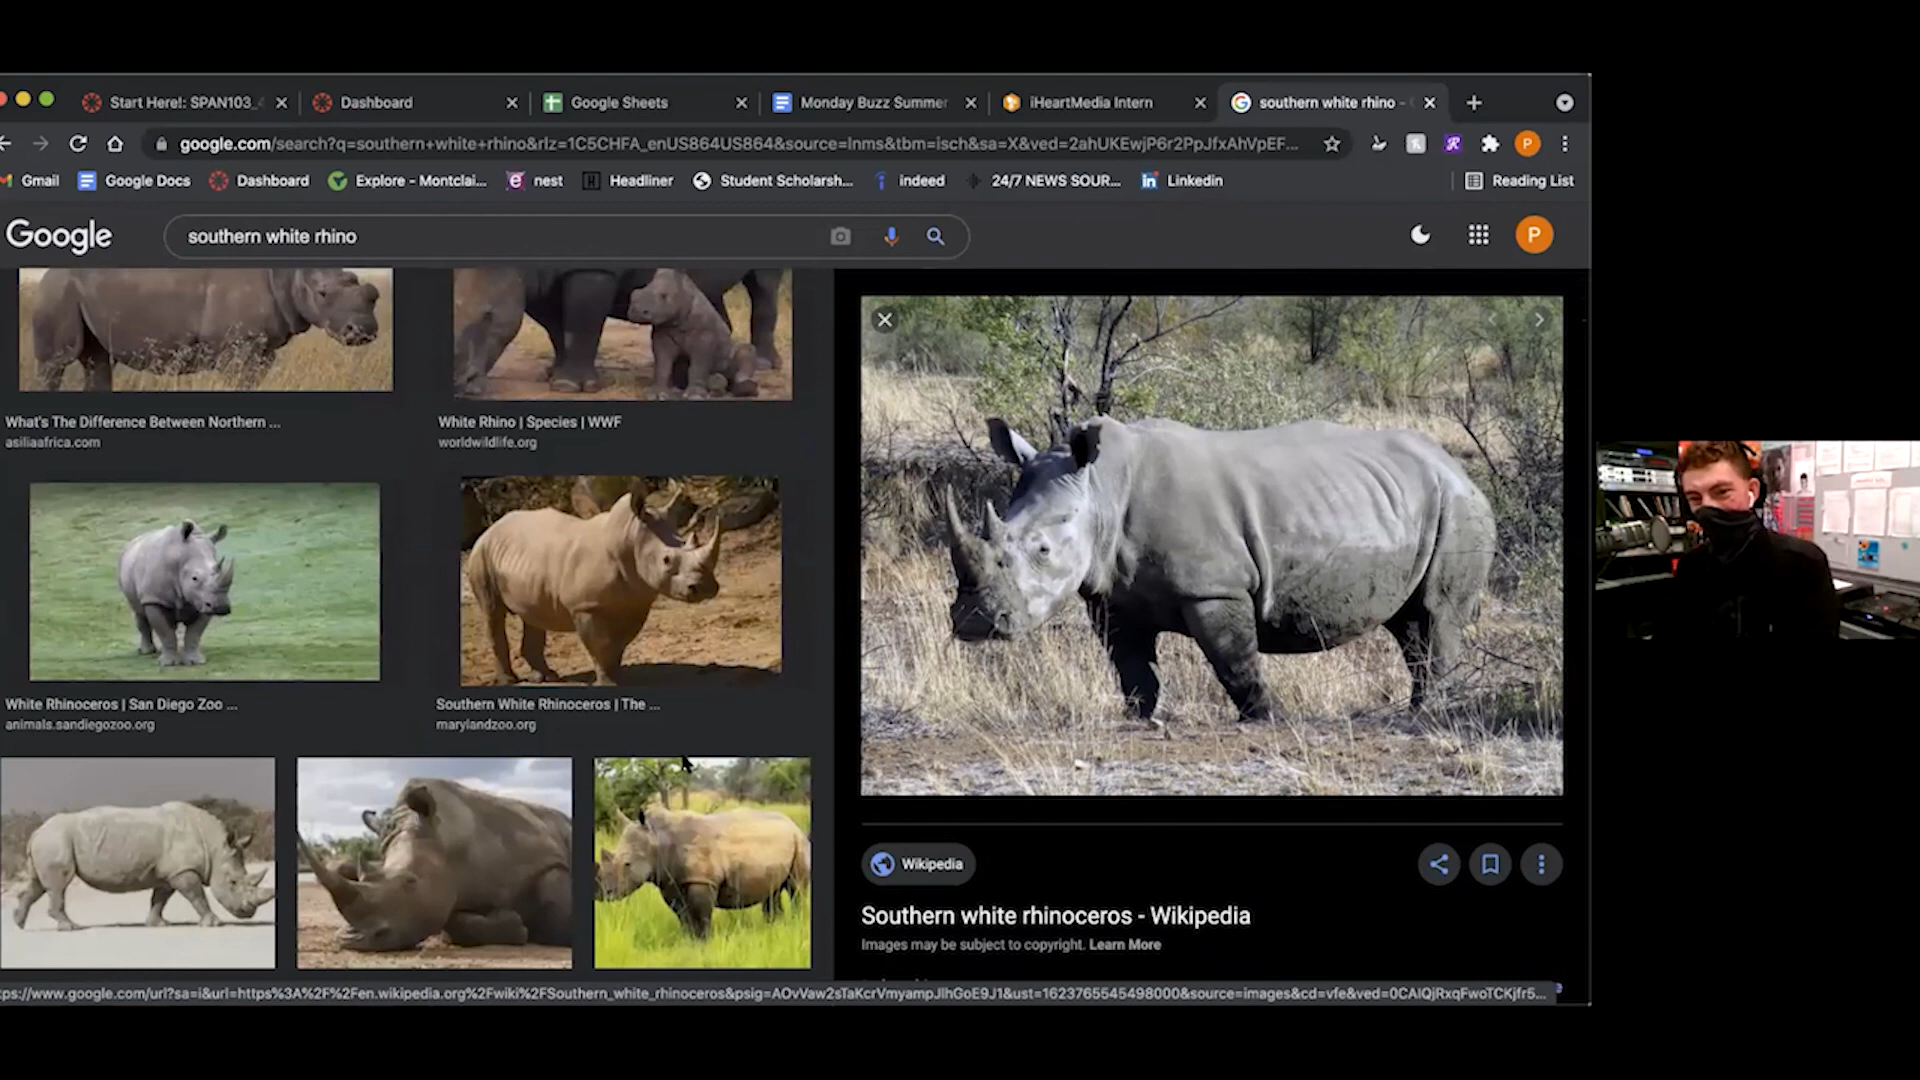 Start Here!: SPAN103_
Dashboard
Google Sheets
Monday Buzz Summer
iHeartMedia Intern
southern white rhino -
google.com/search?q=southern+white+rhino&rlz=1C5CHFA_enUS864US864&source=lnms&tbm=isch&sa=X&ved=2ahUKEwjP6r2PpJfxAhVpEF...
Gmail
Google Docs
Dashboard
Explore - Montclai...
nest
Headliner
Student Scholarsh...
indeed
24/7 NEWS SOUR...
Linkedin
Reading List
Google
southern white rhino
P
What's The Difference Between Northern ...
asiliaafrica.com
White Rhino | Species | WWF
worldwildlife.org
White Rhinoceros | San Diego Zoo ...
animals.sandiegozoo.org
Southern White Rhinoceros | The ...
marylandzoo.org
Wikipedia
Southern white rhinoceros - Wikipedia
Images may be subject to copyright. Learn More
ps://www.google.com/url?sa=i&url=https%3A%2F%2Fen.wikipedia.org%2Fwiki%2FSouthern_white_rhinoceros&psig=AOvVaw2sTaKcrVmyampJlhGoE9J1&ust=1623765545498000&source=images&cd=vfe&ved=0CAIQjRxqFwoTCKjfr5...